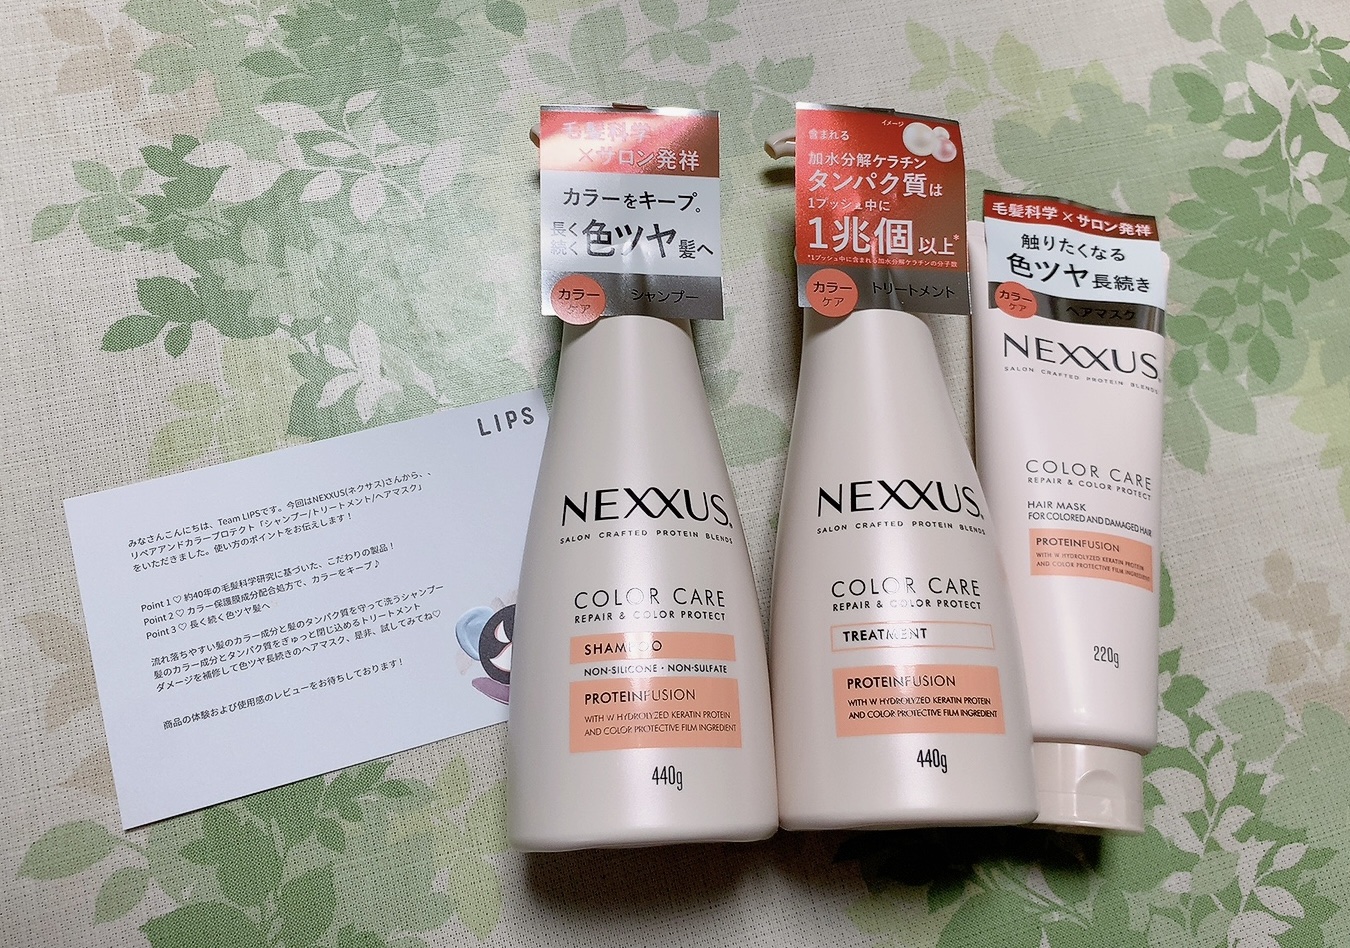 LIPS
みなさんこんにちは、Team LIPSです。今回はNEXXUS(ネクサス)さんから、、
リペアアンドカラープロテクト「シャンプー/トリートメント/ヘアマスク」
をいただきました。使い方のポイントをお伝えします！
Point 1 ♡ 約40年の毛髪科学研究に基づいた、こだわりの製品！
Point 2 ♡ カラー保護膜成分配合処方で、カラーをキープ♪
Point 3 ♡ 長く続く色ツヤ髪へ
流れ落ちやすい髪のカラー成分と髪のタンパク質を守って洗うシャンプー
髪のカラー成分とタンパク質をぎゅっと閉じ込めるトリートメント
ダメージを補修して色ツヤ長続きのヘアマスク、是非、試してみてね♡
商品の体験および使用感のレビューをお待ちしております！
毛髪科学
×サロン発祥
カラーをキープ。
長く
続く色ツヤ髪へ
カラー
ケア
シャンプー
NEXXUS.
SALON CRAFTED PROTEIN BLENDS
COLOR CARE
REPAIR & COLOR PROTECT
SHAMPOO
NON-SILICONE・NON-SULFATE
PROTEINFUSION
WITH W HYDROLYZED KERATIN PROTEIN
AND COLOR PROTECTIVE FILM INGREDIENT
440g
イメージ
含まれる
加水分解ケラチン
タンパク質は
1プッシュ中に
1兆個以上*
*1プッシュ中に含まれる加水分解ケラチンの分子数
カラー
ケア
トリートメント
NEXXUS.
SALON CRAFTED PROTEIN BLENDS
COLOR CARE
REPAIR & COLOR PROTECT
TREATMENT
PROTEINFUSION
WITH W HYDROLYZED KERATIN PROTEIN
AND COLOR PROTECTIVE FILM INGREDIENT
440g
毛髪科学×サロン発祥
触りたくなる
色ツヤ長続き
カラー
ケア
ヘアマスク
NEXXUS.
SALON CRAFTED PROTEIN BLENDS
COLOR CARE
REPAIR & COLOR PROTECT
HAIR MASK
FOR COLORED AND DAMAGED HAIR
PROTEINFUSION
WITH W HYDROLYZED KERATIN PROTEIN
AND COLOR PROTECTIVE FILM INGREDIENT
220g